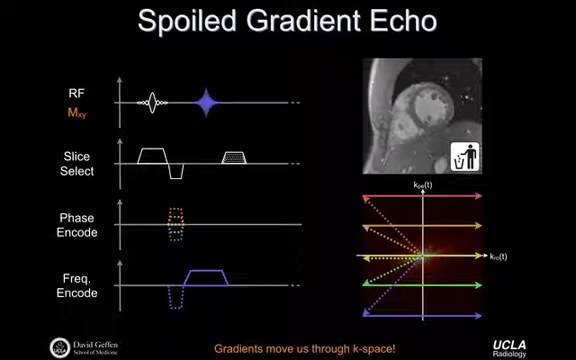 Spoiled Gradient Echo
RF
Mxy
Slice
Select
Phase
Encode
Freq.
Encode
kpe(t)
kro(t)
UCLA
David Geffen
School of Medicine
Gradients move us through k-space!
UCLA
Radiology